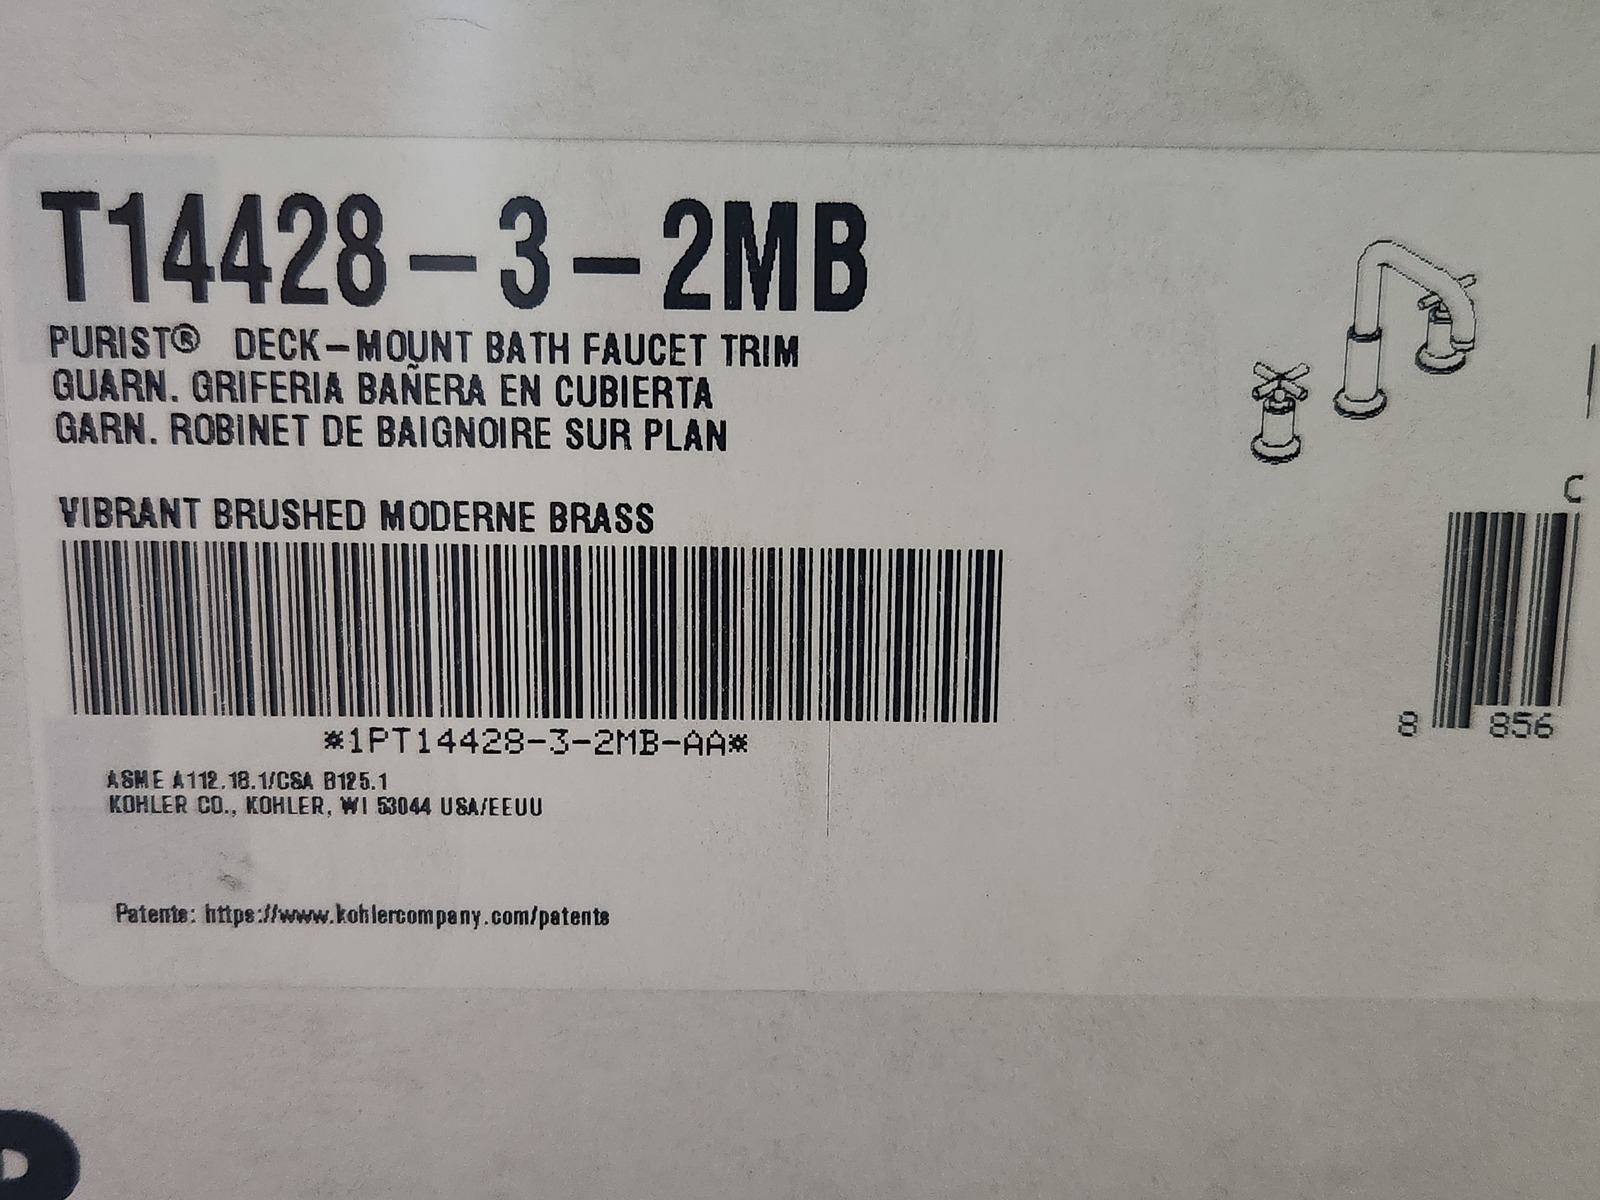 T14428-3-2MB
PURIST® DECK-MOUNT BATH FAUCET TRIM
GUARN. GRIFERIA BAÑERA EN CUBIERTA
GARN. ROBINET DE BAIGNOIRE SUR PLAN
VIBRANT BRUSHED MODERNE BRASS
*1PT14428-3-2MB-AA*
ASME A112.18.1/CSA B125.1
KOHLER CO., KOHLER, WI 53044 USA/EEUU
Patents: https://www.kohlercompany.com/patents
C
8 856